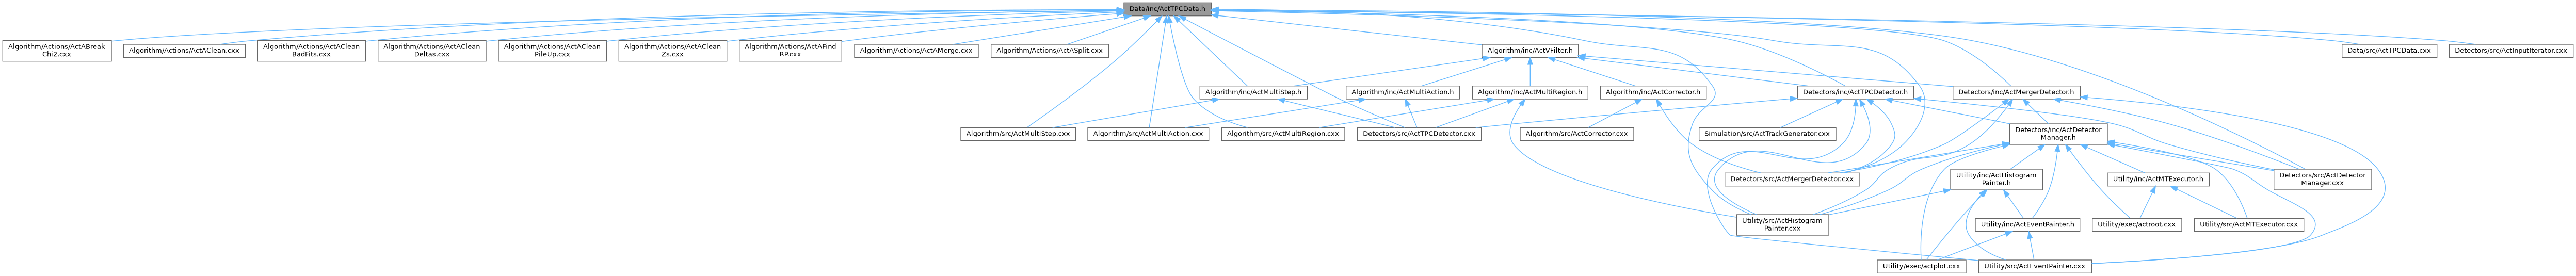 Data/inc/ActTPCData.h
Algorithm/Actions/ActABreak
Chi2.cxx
Algorithm/Actions/ActAClean.cxx
Algorithm/Actions/ActAClean
BadFits.cxx
Algorithm/Actions/ActAClean
Deltas.cxx
Algorithm/Actions/ActAClean
PileUp.cxx
Algorithm/Actions/ActAClean
Zs.cxx
Algorithm/Actions/ActAFind
RP.cxx
Algorithm/Actions/ActAMerge.cxx
Algorithm/Actions/ActASplit.cxx
Algorithm/inc/ActVFilter.h
Data/src/ActTPCData.cxx
Detectors/src/ActInputIterator.cxx
Algorithm/inc/ActMultiStep.h
Algorithm/inc/ActMultiAction.h
Algorithm/inc/ActMultiRegion.h
Algorithm/inc/ActCorrector.h
Detectors/inc/ActTPCDetector.h
Detectors/inc/ActMergerDetector.h
Algorithm/src/ActMultiStep.cxx
Algorithm/src/ActMultiAction.cxx
Algorithm/src/ActMultiRegion.cxx
Detectors/src/ActTPCDetector.cxx
Algorithm/src/ActCorrector.cxx
Simulation/src/ActTrackGenerator.cxx
Detectors/inc/ActDetector
Manager.h
Detectors/src/ActMergerDetector.cxx
Utility/inc/ActHistogram
Painter.h
Utility/inc/ActMTExecutor.h
Detectors/src/ActDetector
Manager.cxx
Utility/src/ActHistogram
Painter.cxx
Utility/inc/ActEventPainter.h
Utility/exec/actroot.cxx
Utility/src/ActMTExecutor.cxx
Utility/exec/actplot.cxx
Utility/src/ActEventPainter.cxx